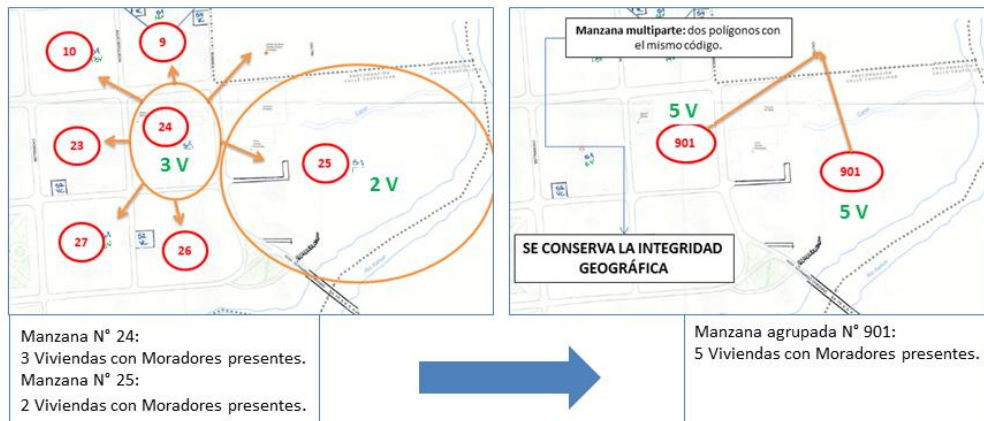 10
9
24
3 V
23
25
2 V
27
26
Manzana N° 24:
3 Viviendas con Moradores presentes.
Manzana N° 25:
2 Viviendas con Moradores presentes.
Manzana multiparte: dos polígonos con
el mismo código.
5 V
901
901
5 V
SE CONSERVA LA INTEGRIDAD
GEOGRÁFICA
Manzana agrupada N° 901:
5 Viviendas con Moradores presentes.